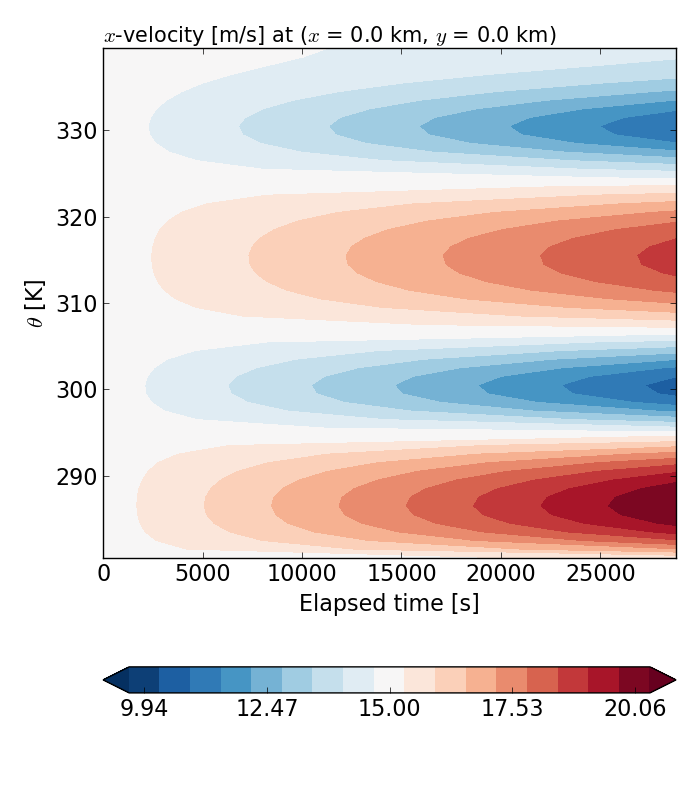 x-velocity [m/s] at (x = 0.0 km, y = 0.0 km)
330
320
310
300
290
θ [K]
0 5000 10000 15000 20000 25000
Elapsed time [s]
9.94 12.47 15.00 17.53 20.06